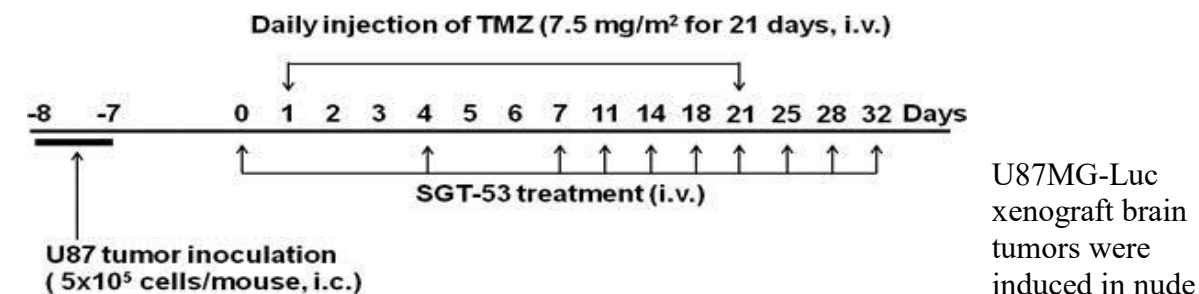 Daily injection of TMZ (7.5 mg/m² for 21 days, i.v.)
-8 -7 0 1 2 3 4 5 6 7 11 14 18 21 25 28 32 Days
SGT-53 treatment (i.v.)
U87 tumor inoculation
( 5x10⁵ cells/mouse, i.c.)
U87MG-Luc
xenograft brain
tumors were
induced in nude